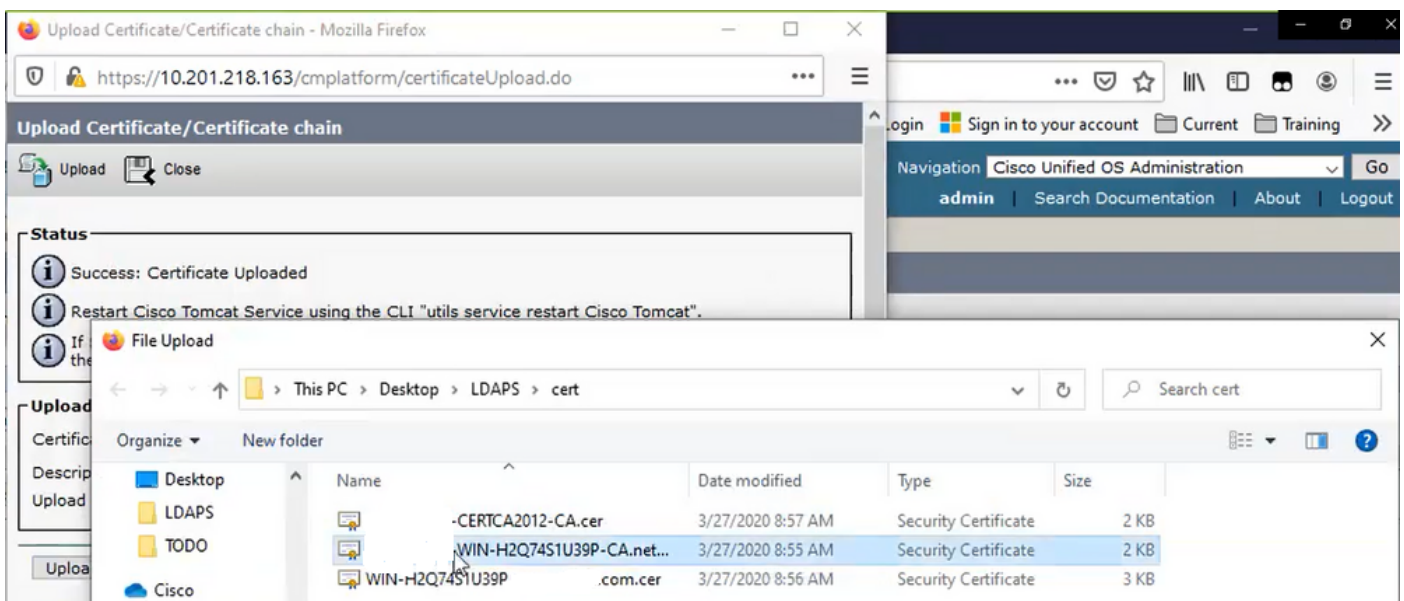 Upload Certificate/Certificate chain - Mozilla Firefox
https://10.201.218.163/cmplatform/certificateUpload.do
Upload Certificate/Certificate chain
Upload Close
Status
Success: Certificate Uploaded
Restart Cisco Tomcat Service using the CLI "utils service restart Cisco Tomcat".
If
the
Login Sign in to your account Current Training
Navigation Cisco Unified OS Administration Go
admin | Search Documentation | About | Logout
File Upload
This PC > Desktop > LDAPS > cert
Search cert
Organize New folder
Upload
Certific
Descrip
Upload
Uploa
Desktop
LDAPS
TODO
Cisco
Name Date modified Type Size
-CERTCA2012-CA.cer 3/27/2020 8:57 AM Security Certificate 2 KB
-WIN-H2Q74S1U39P-CA.net... 3/27/2020 8:55 AM Security Certificate 2 KB
WIN-H2Q74S1U39P .com.cer 3/27/2020 8:56 AM Security Certificate 3 KB